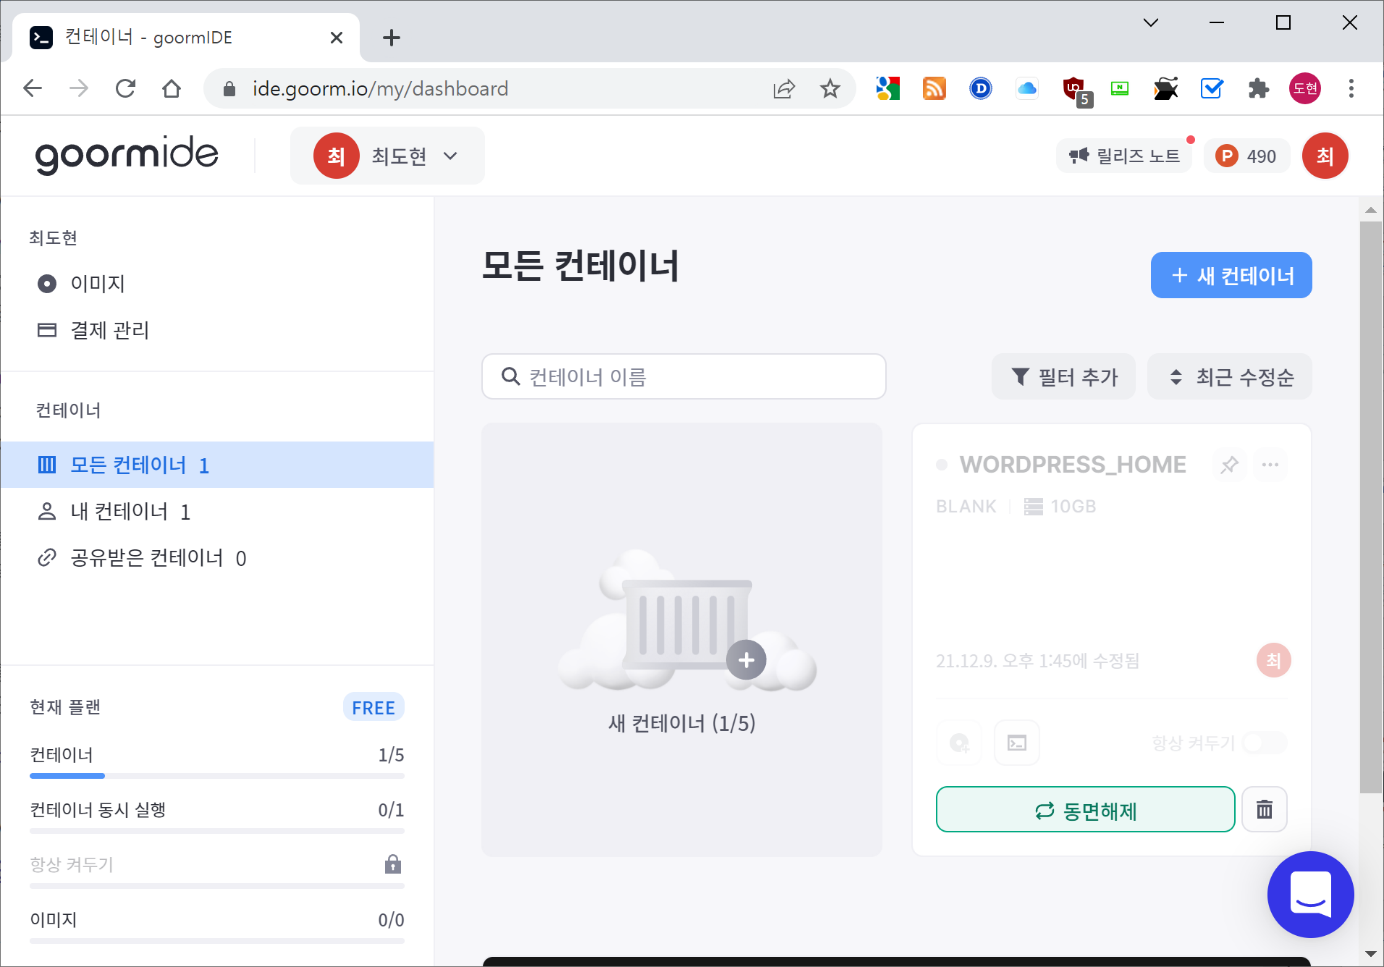 컨테이너 - goormIDE
ide.goorm.io/my/dashboard
D
UD
5
N
도현
goormide
최 최도현
릴리즈 노트
P 490
최
최도현
이미지
결제 관리
컨테이너
모든 컨테이너 1
내 컨테이너 1
공유받은 컨테이너 0
현재 플랜 FREE
컨테이너 1/5
컨테이너 동시 실행 0/1
항상 켜두기
이미지 0/0
모든 컨테이너
+ 새 컨테이너
컨테이너 이름
필터 추가
최근 수정순
새 컨테이너 (1/5)
WORDPRESS_HOME
BLANK 10GB
21.12.9. 오후 1:45에 수정됨
최
항상 켜두기
동면해제